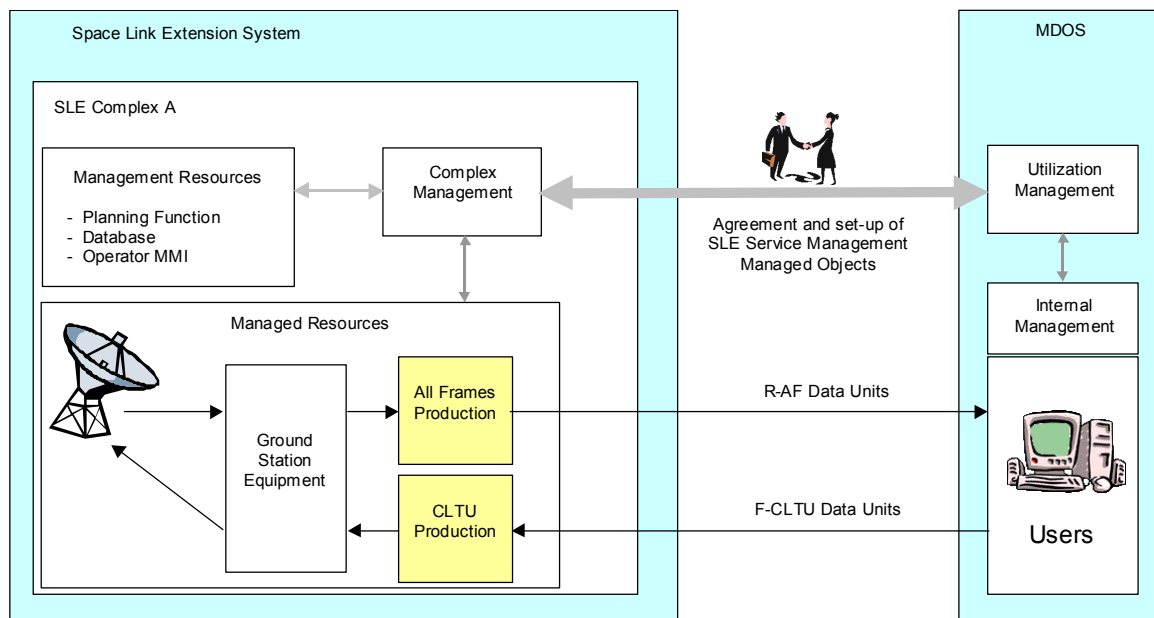 Space Link Extension System
MDOS
SLE Complex A
Management Resources
- Planning Function
- Database
- Operator MMI
Complex
Management
Agreement and set-up of
SLE Service Management
Managed Objects
Utilization
Management
Internal
Management
Managed Resources
All Frames
Production
Ground
Station
Equipment
CLTU
Production
R-AF Data Units
F-CLTU Data Units
Users